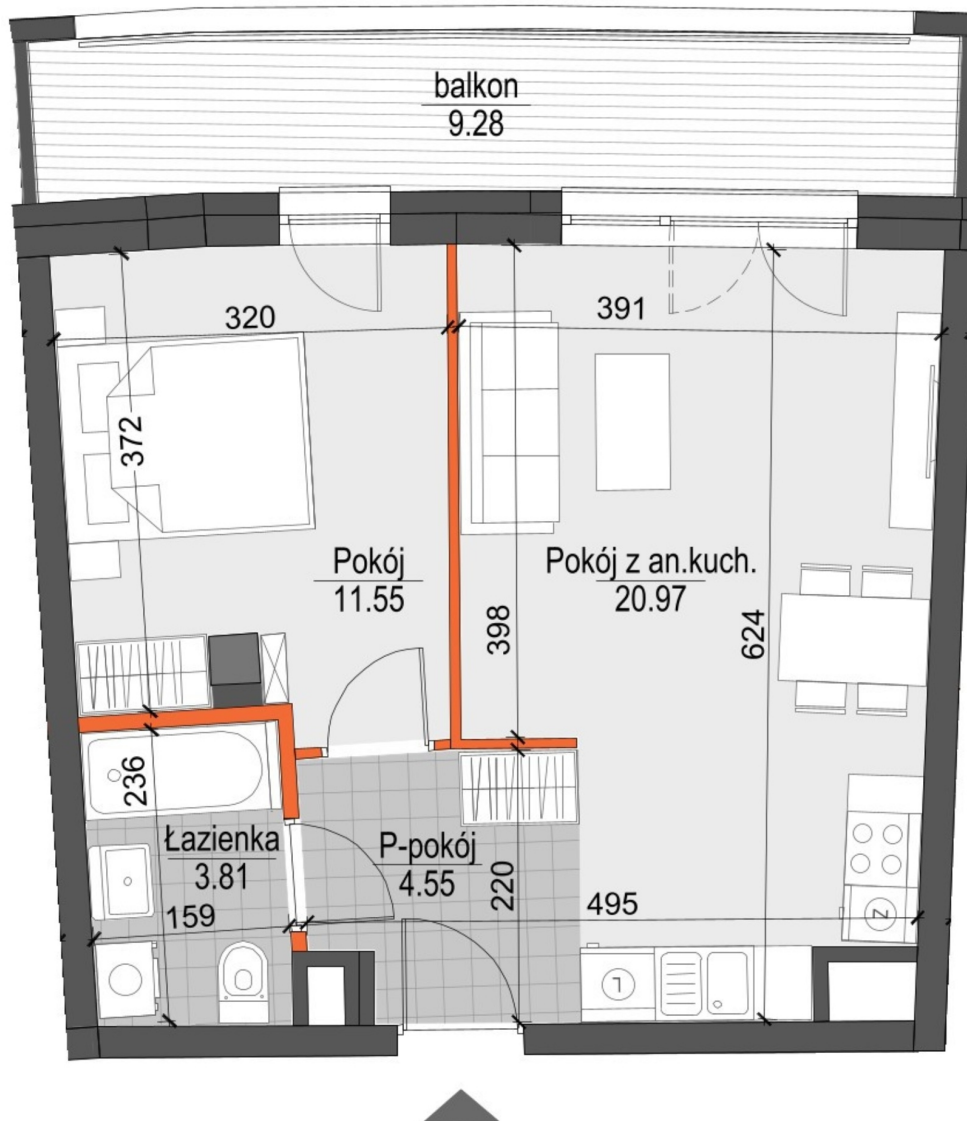 balkon
9.28
320
391
372
Pokój
11.55
Pokój z an.kuch.
20.97
398
624
236
Łazienka
3.81
P-pokój
4.55
220
159
495
Z
L